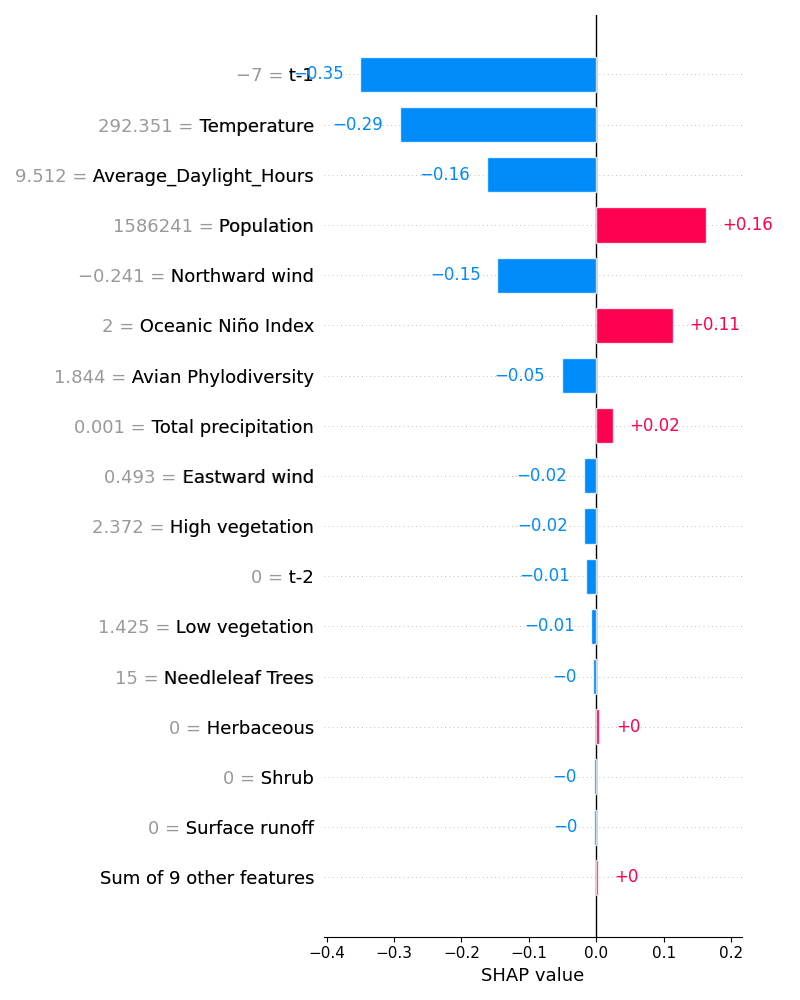 −7 = t-1 −0.35
292.351 = Temperature −0.29
9.512 = Average_Daylight_Hours −0.16
1586241 = Population +0.16
−0.241 = Northward wind −0.15
2 = Oceanic Niño Index +0.11
1.844 = Avian Phylodiversity −0.05
0.001 = Total precipitation +0.02
0.493 = Eastward wind −0.02
2.372 = High vegetation −0.02
0 = t-2 −0.01
1.425 = Low vegetation −0.01
15 = Needleleaf Trees −0
0 = Herbaceous +0
0 = Shrub −0
0 = Surface runoff −0
Sum of 9 other features +0
−0.4 −0.3 −0.2 −0.1 0.0 0.1 0.2
SHAP value